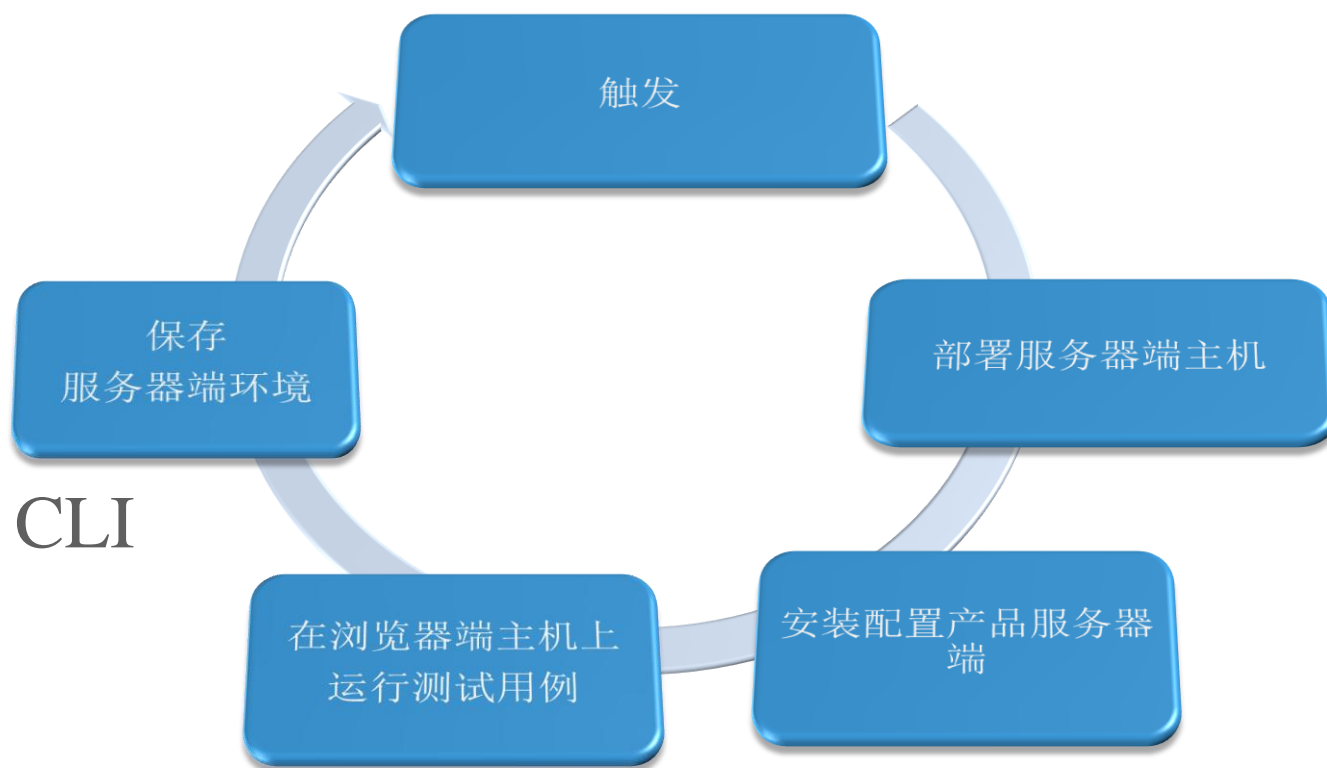 触发
部署服务器端主机
安装配置产品服务器
端
在浏览器端主机上
运行测试用例
保存
服务器端环境
CLI